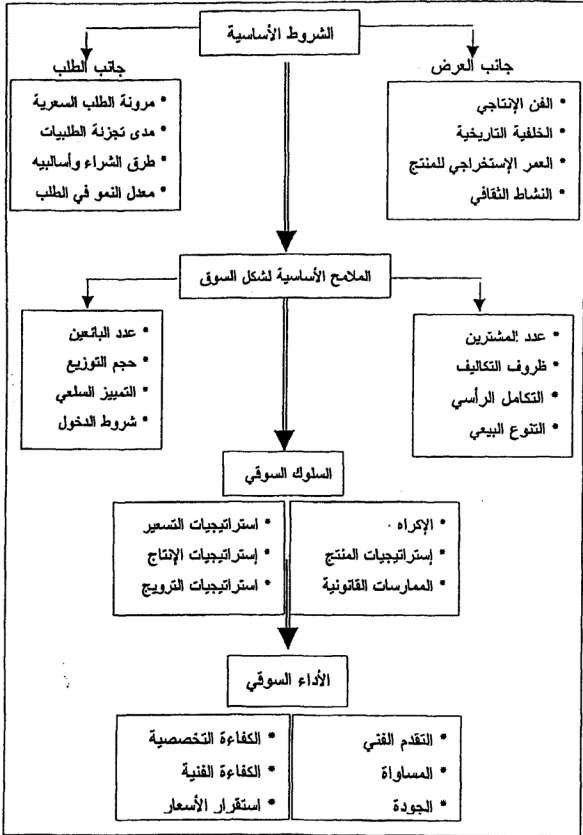 الشروط الأساسية
جانب العرض
• الفن الإنتاجي
• الخلفية التاريخية
• العمر الإستخراجي للمنتج
• النشاط الثقافي
جانب الطلب
• مرونة الطلب السعرية
• مدى تجزئة الطلبيات
• طرق الشراء وأسالبيه
• معدل النمو في الطلب
الملامح الأساسية لشكل السوق
• عدد المشترين
• ظروف التكاليف
• التكامل الرأسي
• التنوع البيعي
• عدد البائعين
• حجم التوزيع
• التمييز السلعي
• شروط الدخول
السلوك السوقي
• الإكراه
• إستراتيجيات المنتج
• الممارسات القانونية
• استراتيجيات التسعير
• إستراتيجيات الإنتاج
• استراتيجيات الترويج
الأداء السوقي
• التقدم الفني
• المساواة
• الجودة
• الكفاءة التخصصية
• الكفاءة الفنية
• استقرار الأسعار